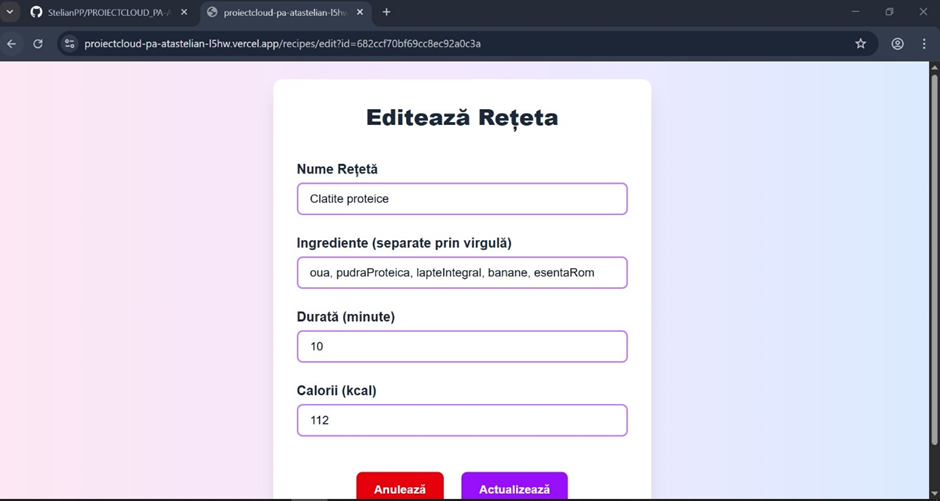 StelianPP/PROIECTCLOUD_PA-A
proiectcloud-pa-atastelian-l5hw
proiectcloud-pa-atastelian-l5hw.vercel.app/recipes/edit?id=682ccf70bf69cc8ec92a0c3a
Editează Rețeta
Nume Rețetă
Clatite proteice
Ingrediente (separate prin virgulă)
oua, pudraProteica, lapteIntegral, banane, esentaRom
Durată (minute)
10
Calorii (kcal)
112
Anulează Actualizează